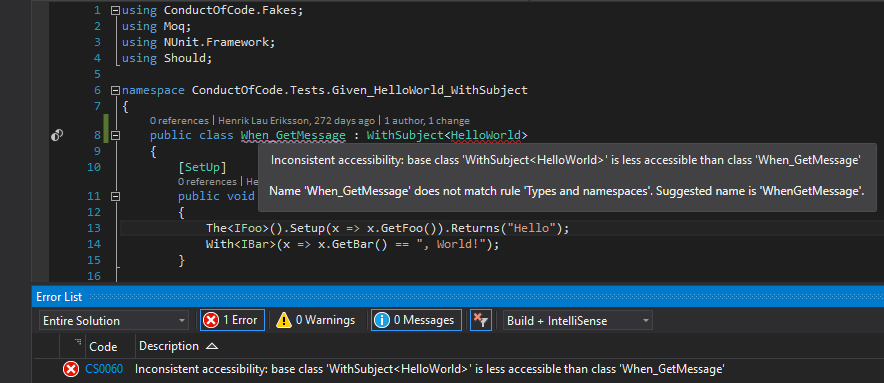 1 using ConductOfCode.Fakes;
2 using Moq;
3 using NUnit.Framework;
4 using Should;
5
6 namespace ConductOfCode.Tests.Given_HelloWorld_WithSubject
7 {
0 references | Henrik Lau Eriksson, 272 days ago | 1 author, 1 change
8 public class When_GetMessage : WithSubject<HelloWorld>
9 {
Inconsistent accessibility: base class 'WithSubject<HelloWorld>' is less accessible than class 'When_GetMessage'
Name 'When_GetMessage' does not match rule 'Types and namespaces'. Suggested name is 'WhenGetMessage'.
10 [SetUp]
0 references | He
11 public void
12 {
13 The<IFoo>().Setup(x => x.GetFoo()).Returns("Hello");
14 With<IBar>(x => x.GetBar() == ", World!");
15 }
16
Error List
Entire Solution 1 Error 0 Warnings 0 Messages Build + IntelliSense
Code Description
CS0060 Inconsistent accessibility: base class 'WithSubject<HelloWorld>' is less accessible than class 'When_GetMessage'